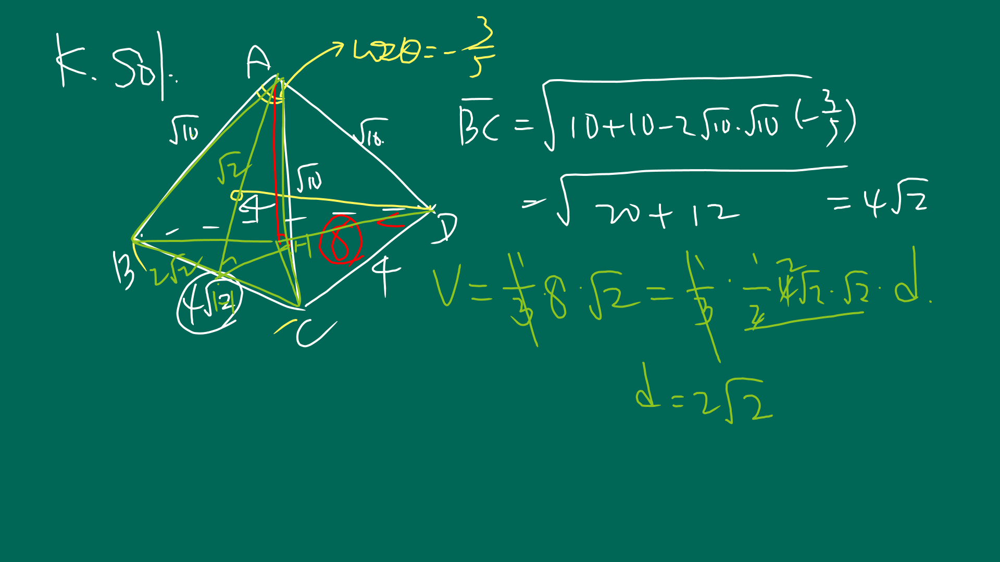 K. Sol.
A
cosθ = -3/5
√10
√10
√10
√2
4
8
B
2√2
4√2
H
D
4
C
BC = √(10+10-2√10·√10(-3/5))
= √(20+12) = 4√2
V = 1/3·8·√2 = 1/3·1/2·4√2·√2·d.
d = 2√2